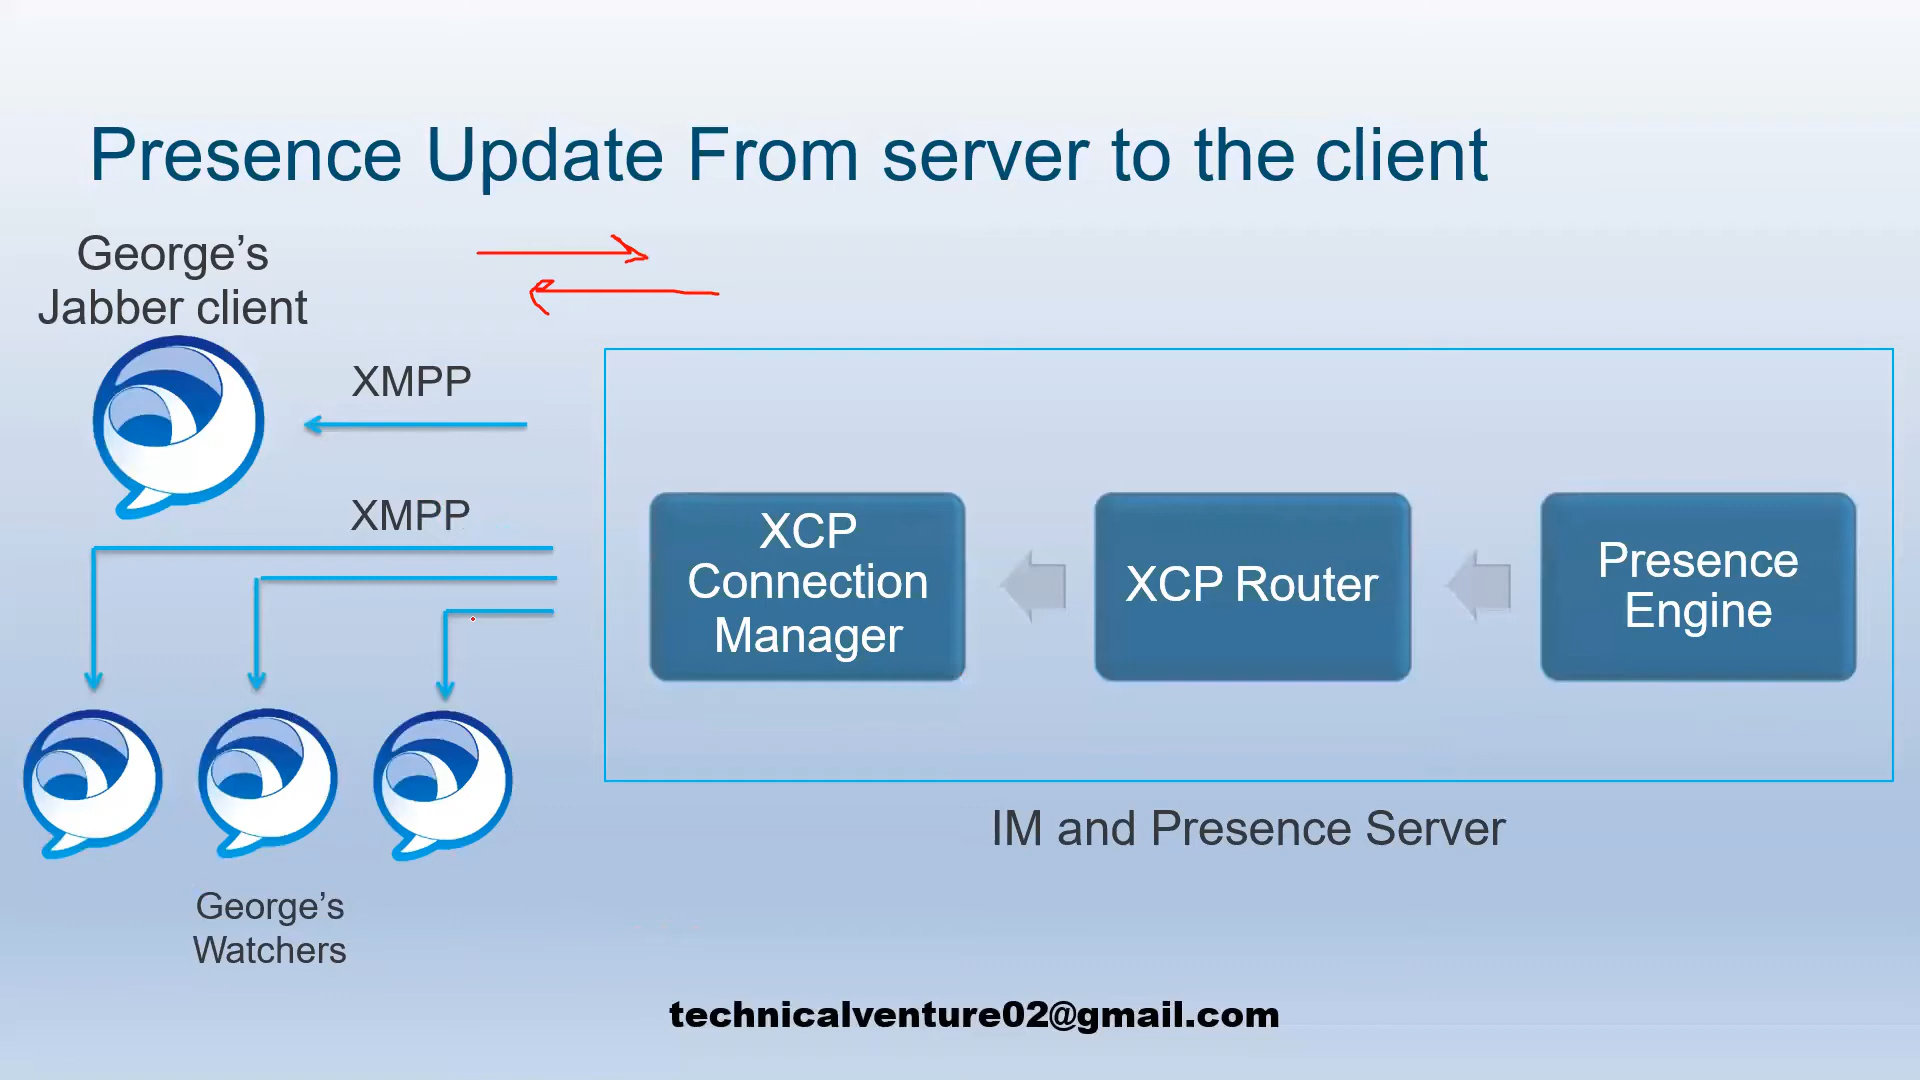 Presence Update From server to the client
George’s
Jabber client
XMPP
XMPP
XCP
Connection
Manager
XCP Router
Presence
Engine
IM and Presence Server
George’s
Watchers
technicalventure02@gmail.com